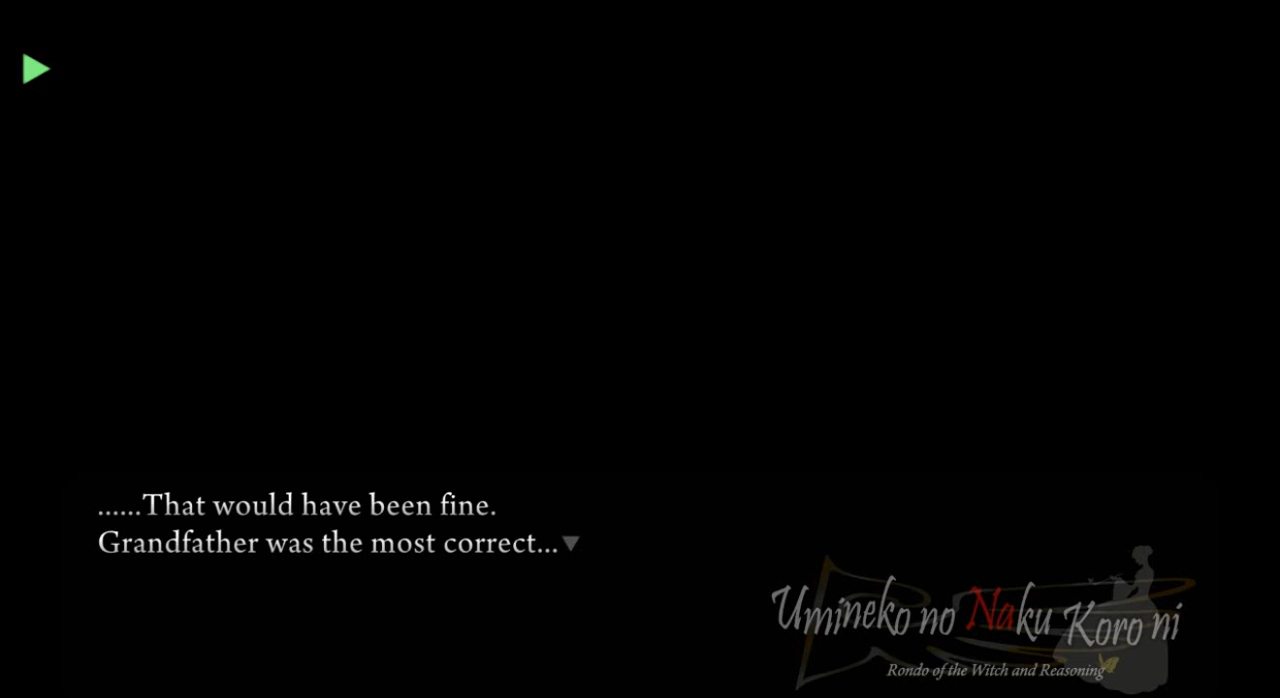 ......That would have been fine.
Grandfather was the most correct...
Umineko no Naku Koro ni
Rondo of the Witch and Reasoning